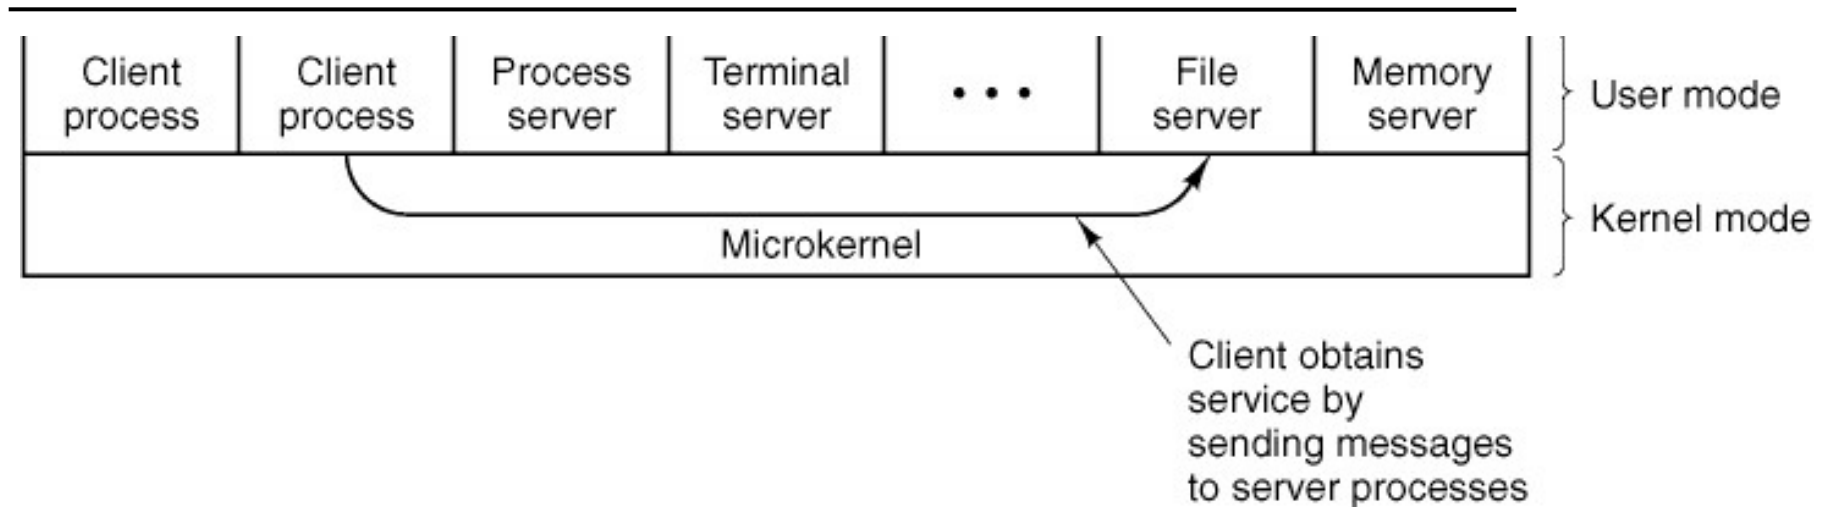 Client process
Client process
Process server
Terminal server
• • •
File server
Memory server
User mode
Microkernel
Kernel mode
Client obtains
service by
sending messages
to server processes